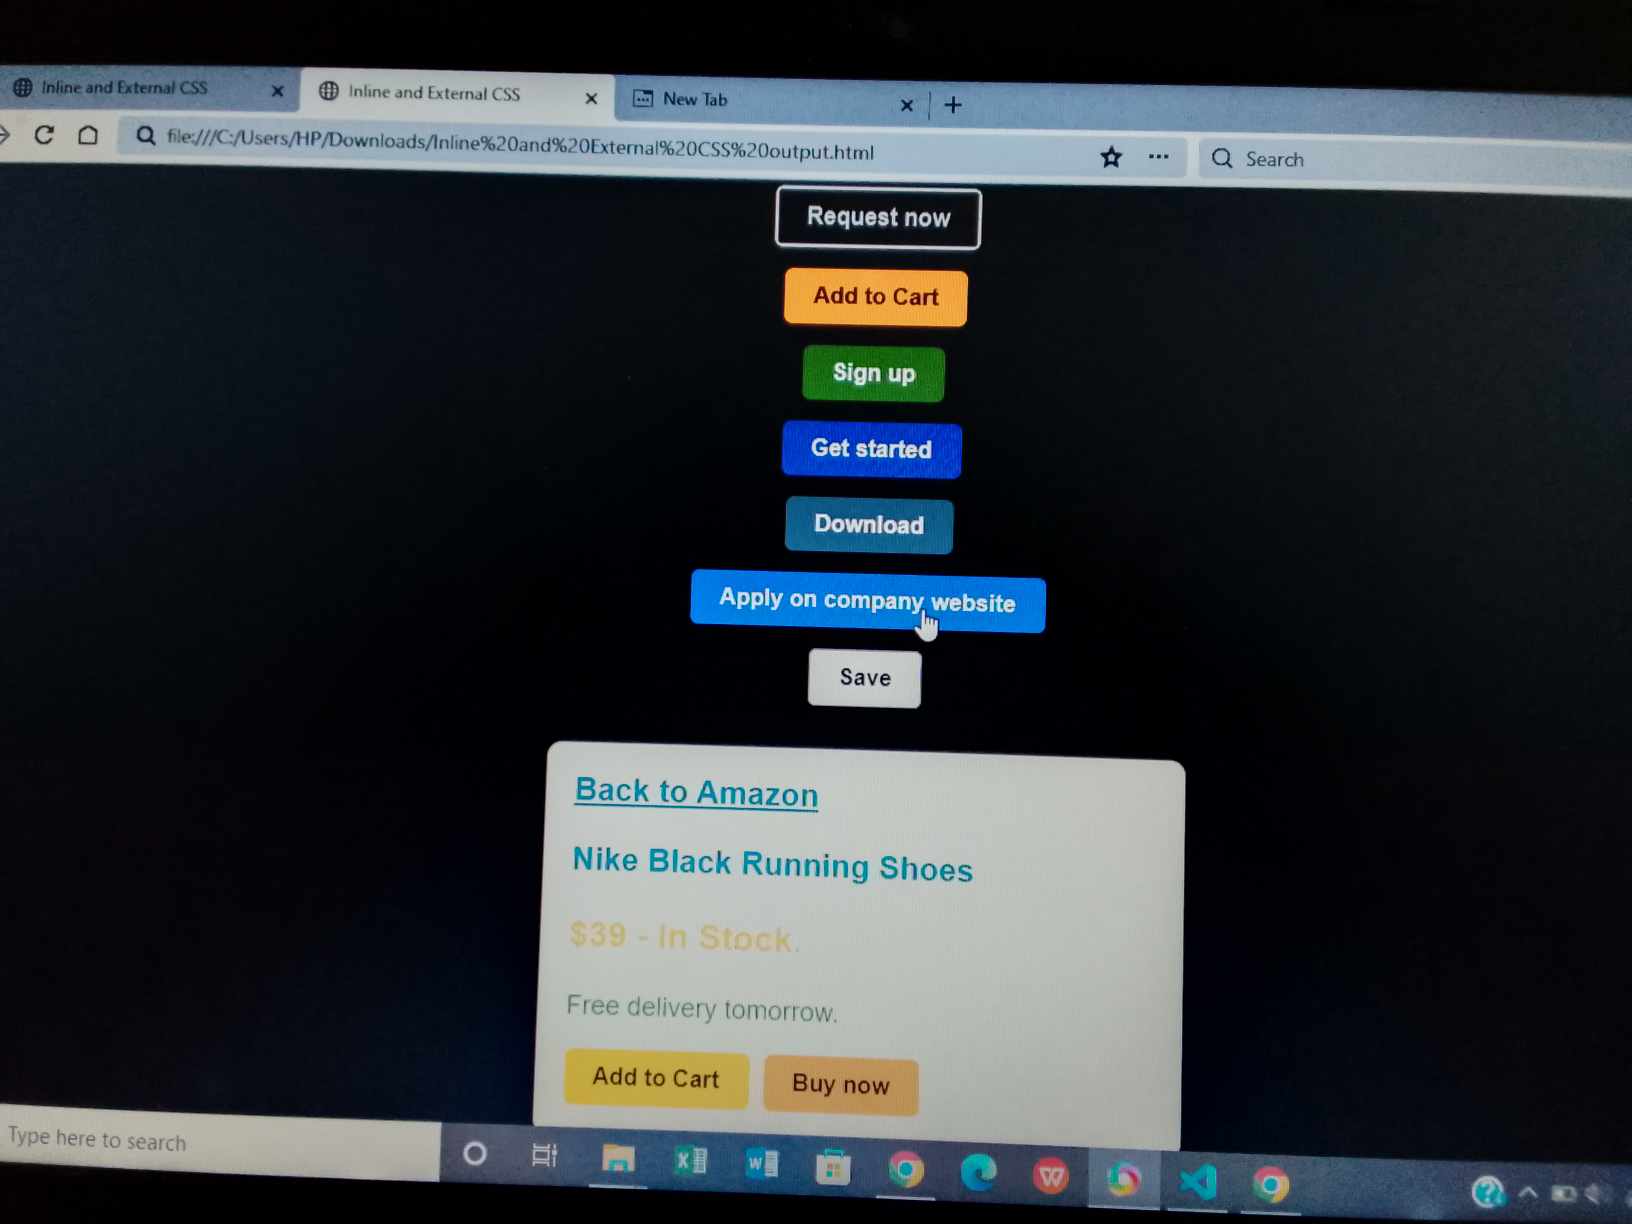 Inline and External CSS
Inline and External CSS
New Tab
file:///C:/Users/HP/Downloads/Inline%20and%20External%20CSS%20output.html
Search
Request now
Add to Cart
Sign up
Get started
Download
Apply on company website
Save
Back to Amazon
Nike Black Running Shoes
$39 - In Stock.
Free delivery tomorrow.
Add to Cart
Buy now
Type here to search